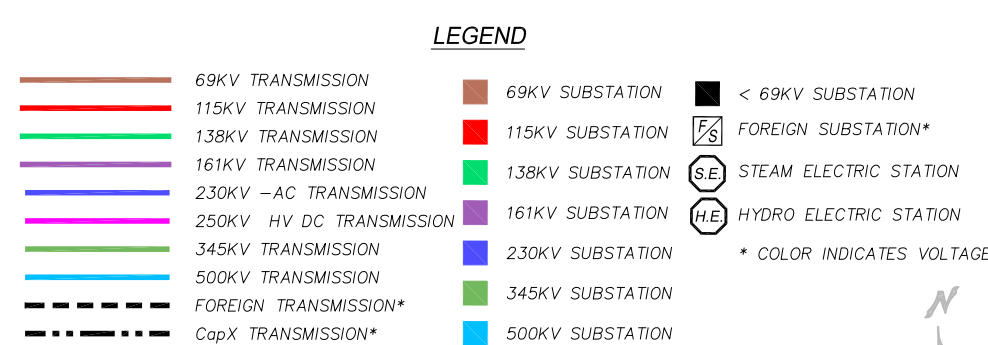 LEGEND
69KV TRANSMISSION
115KV TRANSMISSION
138KV TRANSMISSION
161KV TRANSMISSION
230KV -AC TRANSMISSION
250KV HV DC TRANSMISSION
345KV TRANSMISSION
500KV TRANSMISSION
FOREIGN TRANSMISSION*
CapX TRANSMISSION*
69KV SUBSTATION
115KV SUBSTATION
138KV SUBSTATION
161KV SUBSTATION
230KV SUBSTATION
345KV SUBSTATION
500KV SUBSTATION
< 69KV SUBSTATION
F/S FOREIGN SUBSTATION*
S.E. STEAM ELECTRIC STATION
H.E. HYDRO ELECTRIC STATION
* COLOR INDICATES VOLTAGE
N